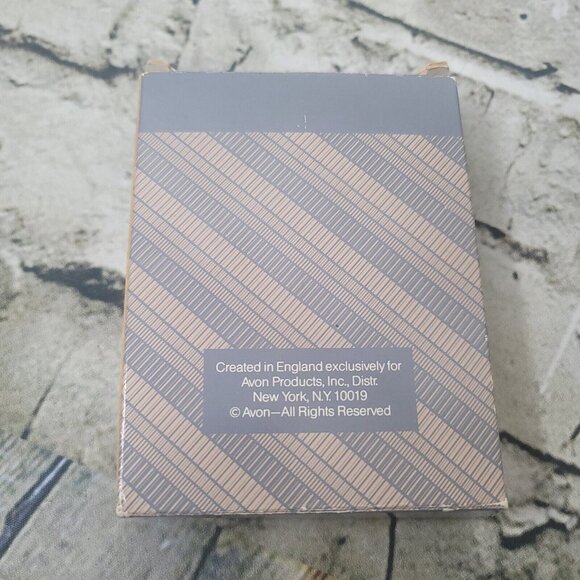 Created in England exclusively for
Avon Products, Inc., Distr.
New York, N.Y. 10019
© Avon—All Rights Reserved